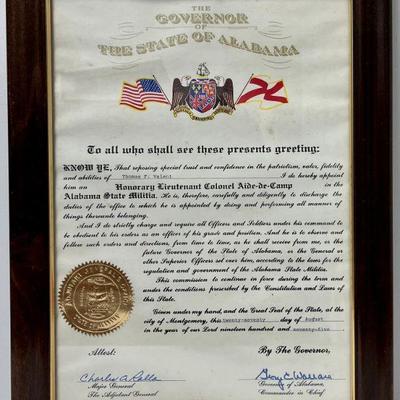 THE
GOVERNOR
OF
THE STATE OF ALABAMA
To all who shall see these presents greeting:
KNOW YE, That reposing special trust and confidence in the patriotism, valor, fidelity
and abilities of Thomas F. Valent I do hereby appoint
him an Honorary Lieutenant Colonel Aide-de-Camp in the
Alabama State Militia. He is, therefore, carefully and diligently to discharge the
duties of the office to which he is appointed by doing and performing all manner of
things thereunto belonging.
And I do strictly charge and require all Officers and Soldiers under his command to
be obedient to his orders as an officer of his grade and position. And he is to observe and
follow such orders and directions, from time to time, as he shall receive from me, or the
future Governor of the State of Alabama, or the General or
other Superior Officers set over him, according to the laws for the
regulation and government of the Alabama State Militia.
This commission to continue in force during the term and
under the conditions prescribed by the Constitution and Laws of
this State.
Given under my hand, and the Great Seal of the State, at the
city of Montgomery, this twenty-seventh day of August
in the year of our Lord nineteen hundred and seventy-five
Attest:
By The Governor,
Major General
The Adjutant General
George C. Wallace
Governor of Alabama,
Commander in Chief